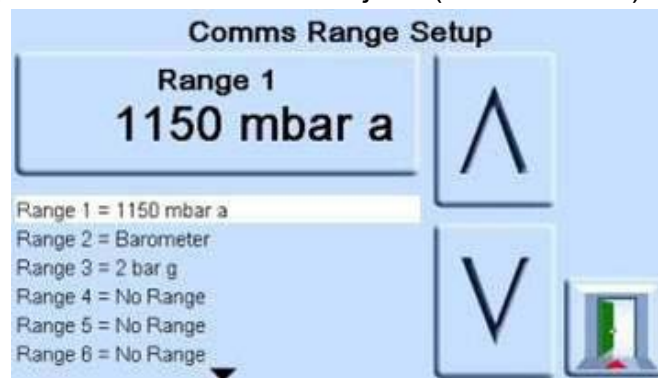 Comms Range Setup
Range 1
1150 mbar a
Range 1 = 1150 mbar a
Range 2 = Barometer
Range 3 = 2 bar g
Range 4 = No Range
Range 5 = No Range
Range 6 = No Range